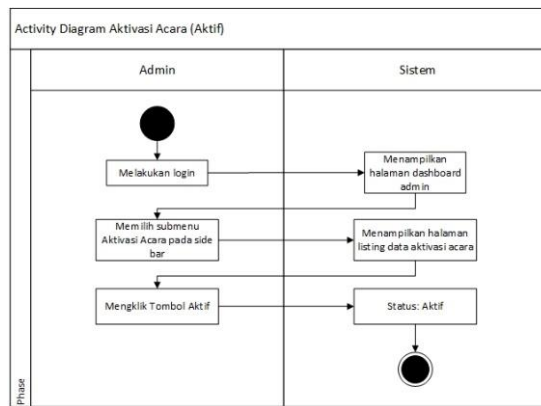 Activity Diagram Aktivasi Acara (Aktif)
Admin
Sistem
Melakukan login
Menampilkan
halaman dashboard
admin
Memilih submenu
Aktivasi Acara pada side
bar
Menampilkan halaman
listing data aktivasi acara
Mengklik Tombol Aktif
Status: Aktif
Phase